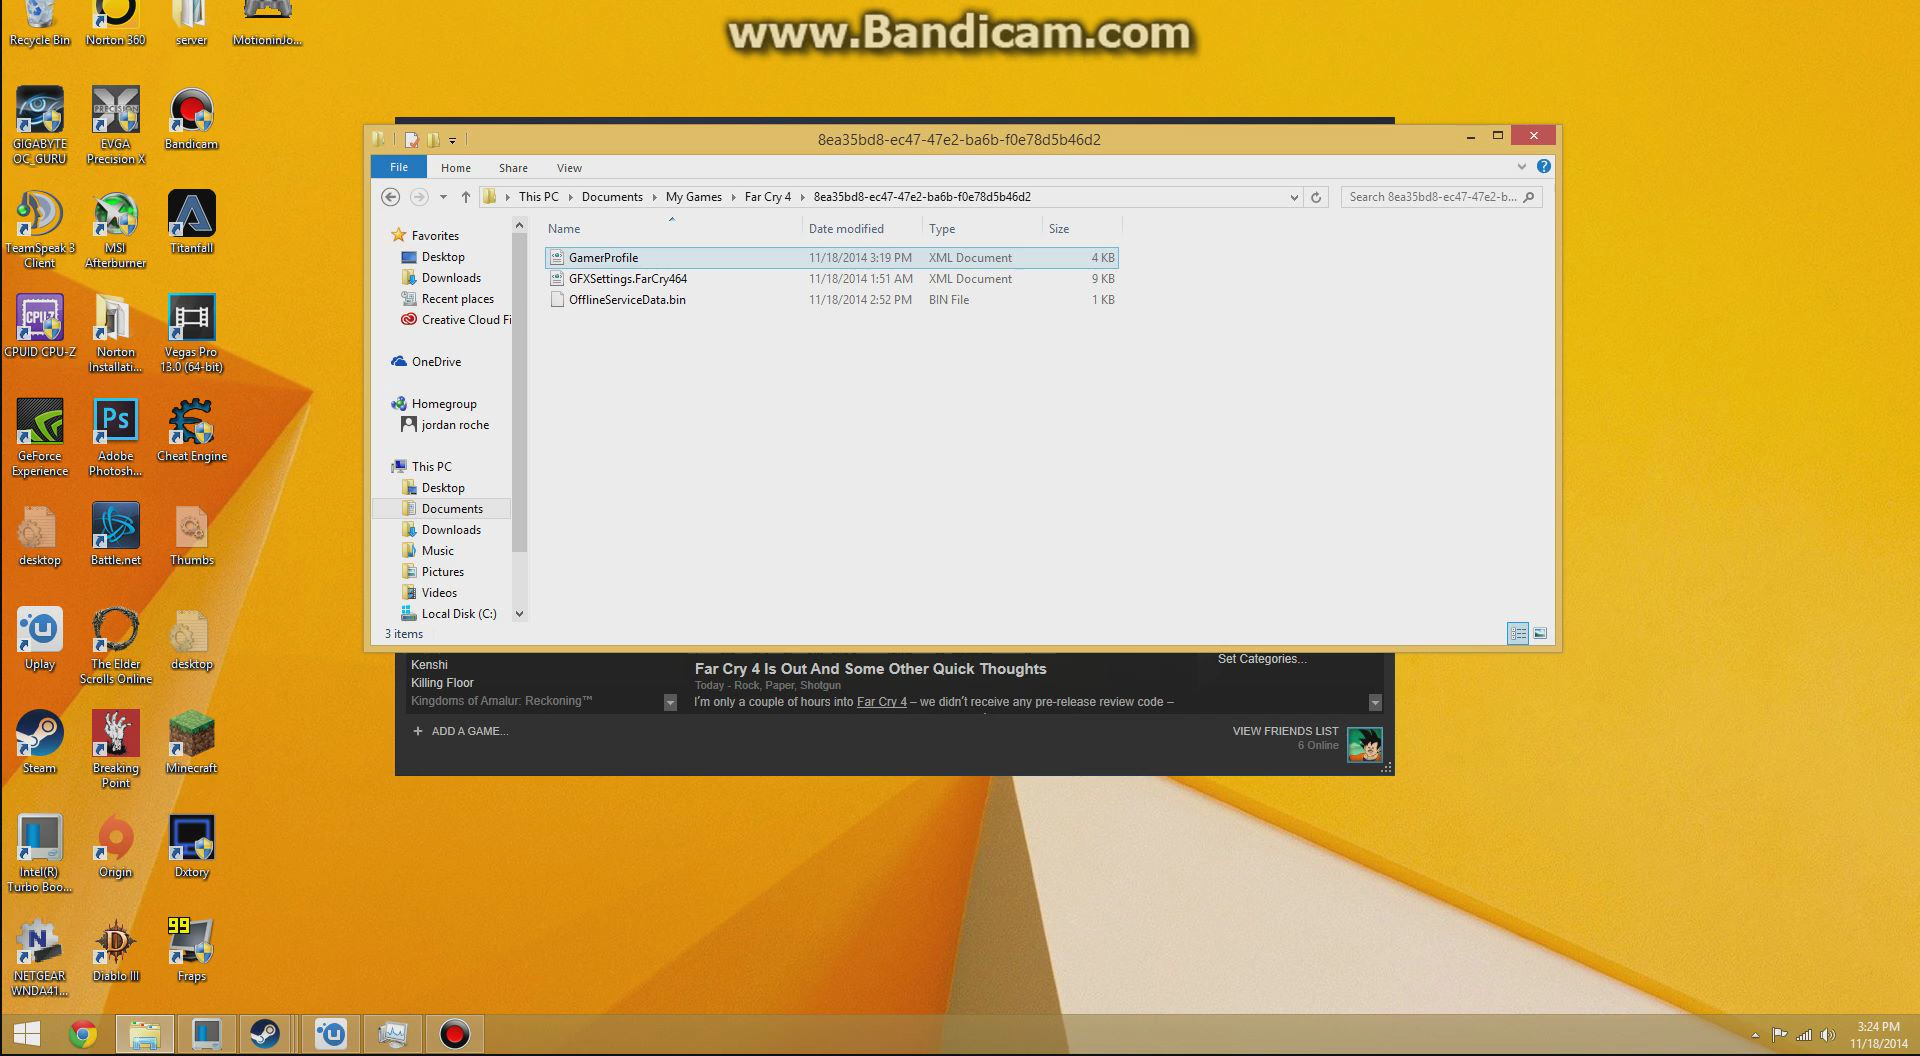 www.Bandicam.com
Recycle Bin
Norton 360
server
MotioninJo...
GIGABYTE
OC_GURU
EVGA
Precision X
PRECISION
Bandicam
TeamSpeak 3
Client
MSI
Afterburner
Titanfall
CPU-Z
CPUID CPU-Z
Norton
Installati...
Vegas Pro
13.0 (64-bit)
GeForce
Experience
Ps
Adobe
Photosh...
Cheat Engine
desktop
Battle.net
Thumbs
Uplay
The Elder
Scrolls Online
desktop
Steam
Breaking
Point
Minecraft
Intel(R)
Turbo Boo...
Origin
Dxtory
N
NETGEAR
WNDA41...
D
Diablo III
99
Fraps
8ea35bd8-ec47-47e2-ba6b-f0e78d5b46d2
File
Home
Share
View
This PC
Documents
My Games
Far Cry 4
8ea35bd8-ec47-47e2-ba6b-f0e78d5b46d2
Search 8ea35bd8-ec47-47e2-b...
Favorites
Desktop
Downloads
Recent places
Creative Cloud Fi
OneDrive
Homegroup
jordan roche
This PC
Desktop
Documents
Downloads
Music
Pictures
Videos
Local Disk (C:)
3 items
Name Date modified Type Size
GamerProfile 11/18/2014 3:19 PM XML Document 4 KB
GFXSettings.FarCry464 11/18/2014 1:51 AM XML Document 9 KB
OfflineServiceData.bin 11/18/2014 2:52 PM BIN File 1 KB
Kenshi
Killing Floor
Kingdoms of Amalur: Reckoning™
+ ADD A GAME...
Far Cry 4 Is Out And Some Other Quick Thoughts
Today - Rock, Paper, Shotgun
I'm only a couple of hours into Far Cry 4 – we didn't receive any pre-release review code –
Set Categories...
VIEW FRIENDS LIST
6 Online
3:24 PM
11/18/2014